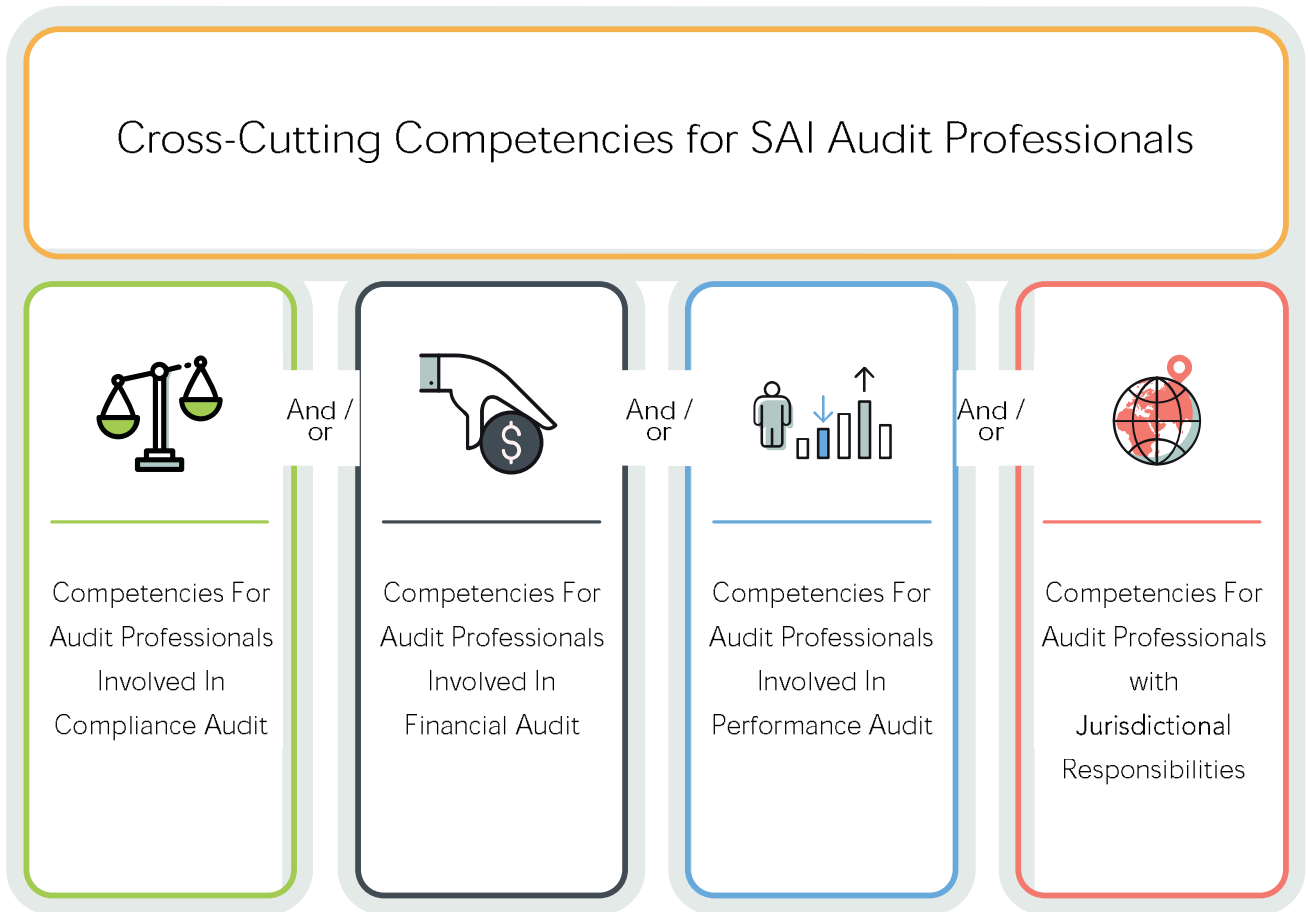 Cross-Cutting Competencies for SAI Audit Professionals
And /
or
And /
or
And /
or
$
Competencies For
Audit Professionals
Involved In
Compliance Audit
Competencies For
Audit Professionals
Involved In
Financial Audit
Competencies For
Audit Professionals
Involved In
Performance Audit
Competencies For
Audit Professionals
with
Jurisdictional
Responsibilities